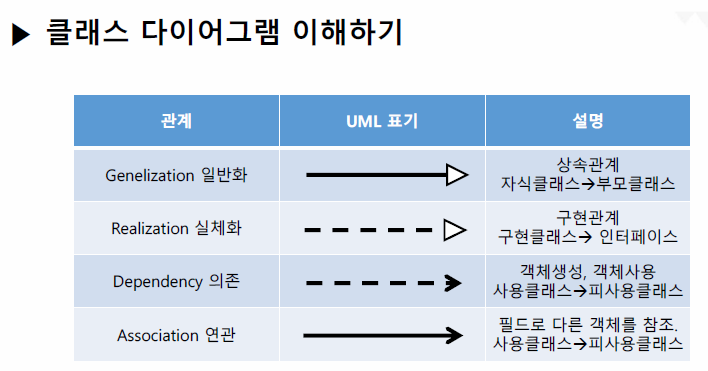 ▶ 클래스 다이어그램 이해하기
관계
UML 표기
설명
Genelization 일반화
상속관계
자식클래스→부모클래스
Realization 실체화
구현관계
구현클래스→ 인터페이스
Dependency 의존
객체생성, 객체사용
사용클래스→피사용클래스
Association 연관
필드로 다른 객체를 참조.
사용클래스→피사용클래스